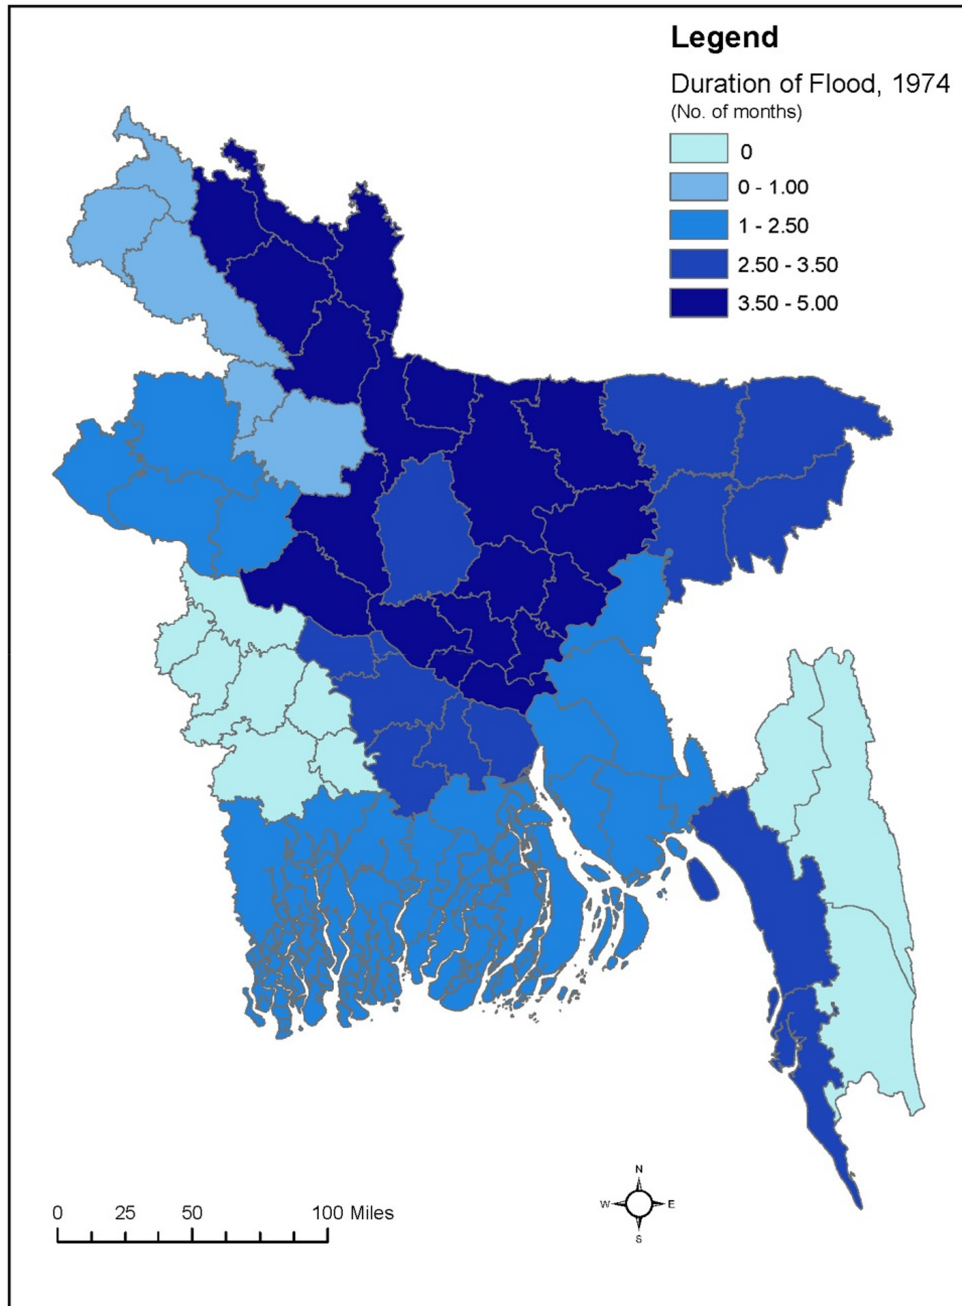 Legend
Duration of Flood, 1974
(No. of months)
0
0 - 1.00
1 - 2.50
2.50 - 3.50
3.50 - 5.00
N
W E
S
0 25 50 100 Miles